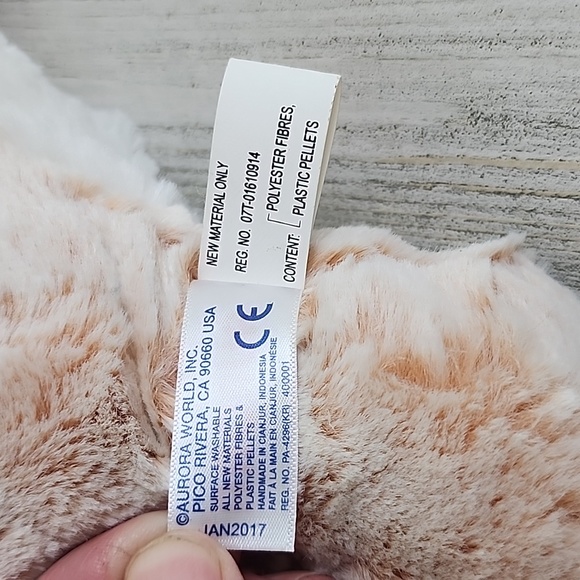 NEW MATERIAL ONLY
REG. NO. 07T-01610914
CONTENT: [ POLYESTER FIBRES,
PLASTIC PELLETS
©AURORA WORLD, INC.
PICO RIVERA, CA 90660 USA
SURFACE-WASHABLE
ALL NEW MATERIALS
POLYESTER FIBRES &
PLASTIC PELLETS
HANDMADE IN CIANJUR, INDONESIA
FAIT À LA MAIN EN CIANJUR, INDONÉSIE
REG. NO. PA-4296(KR) 400001
CE
JAN2017